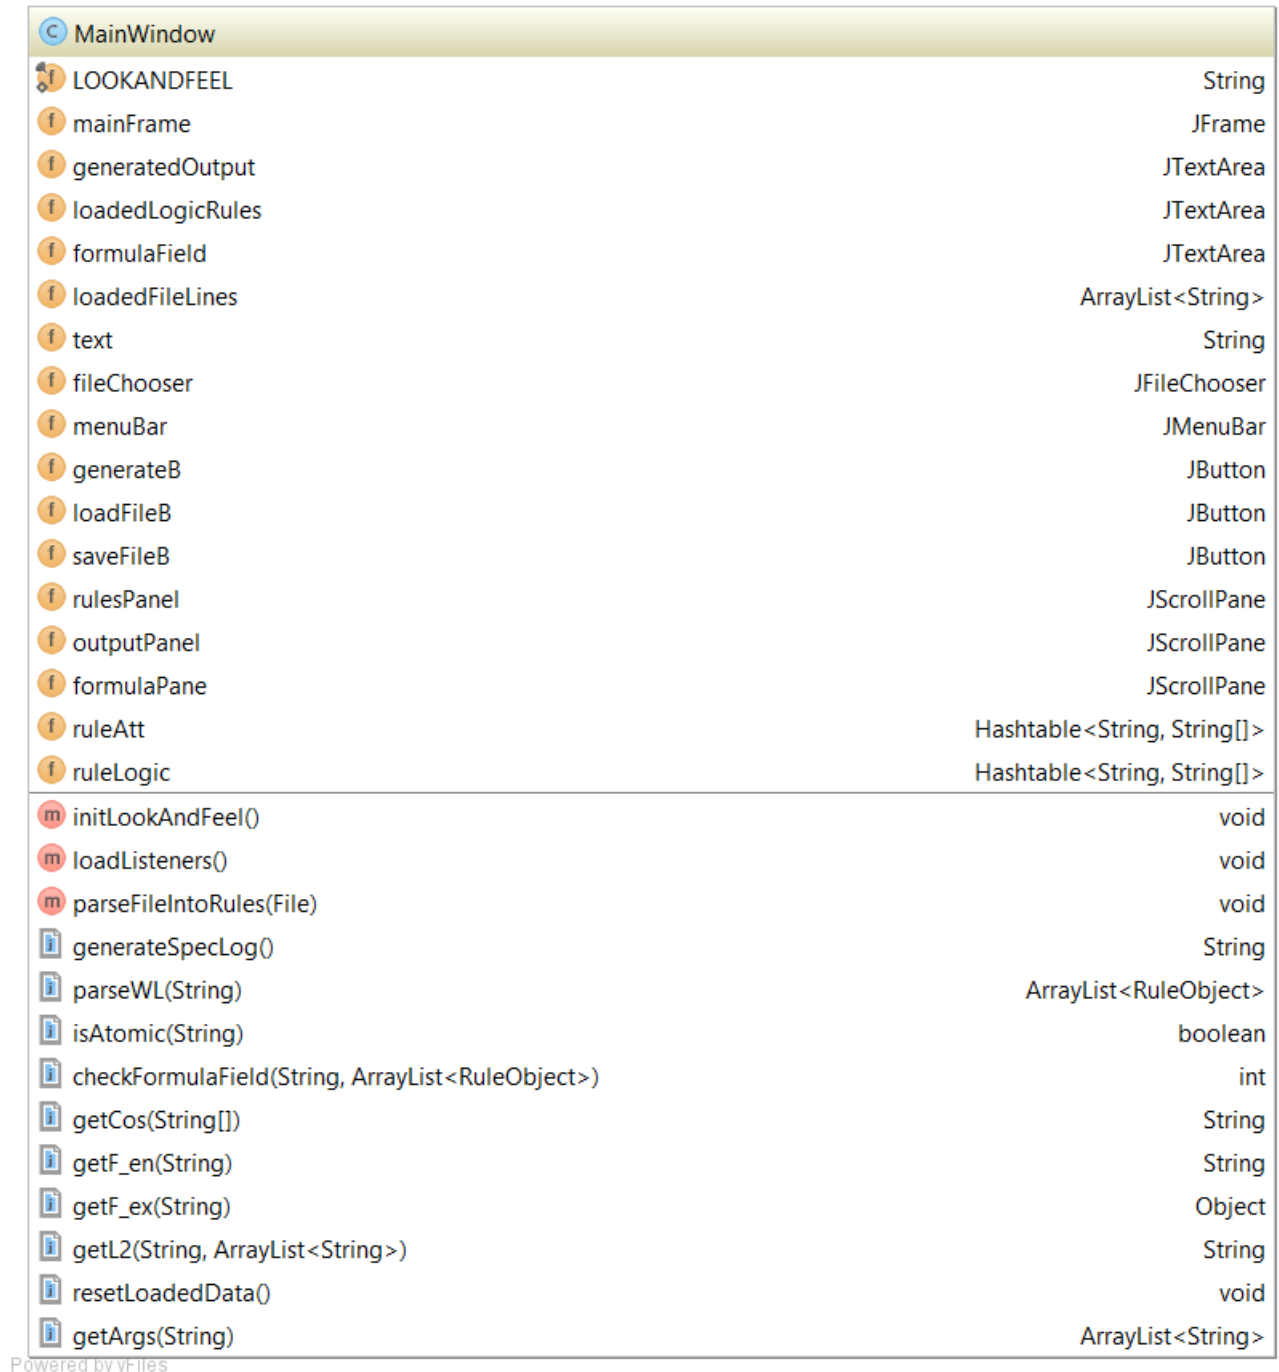 C MainWindow
f LOOKANDFEEL String
f mainFrame JFrame
f generatedOutput JTextArea
f loadedLogicRules JTextArea
f formulaField JTextArea
f loadedFileLines ArrayList<String>
f text String
f fileChooser JFileChooser
f menuBar JMenuBar
f generateB JButton
f loadFileB JButton
f saveFileB JButton
f rulesPanel JScrollPane
f outputPanel JScrollPane
f formulaPane JScrollPane
f ruleAtt Hashtable<String, String[]>
f ruleLogic Hashtable<String, String[]>
m initLookAndFeel() void
m loadListeners() void
m parseFileIntoRules(File) void
j generateSpecLog() String
j parseWL(String) ArrayList<RuleObject>
j isAtomic(String) boolean
j checkFormulaField(String, ArrayList<RuleObject>) int
j getCos(String[]) String
j getF_en(String) String
j getF_ex(String) Object
j getL2(String, ArrayList<String>) String
j resetLoadedData() void
j getArgs(String) ArrayList<String>
Powered by yFiles